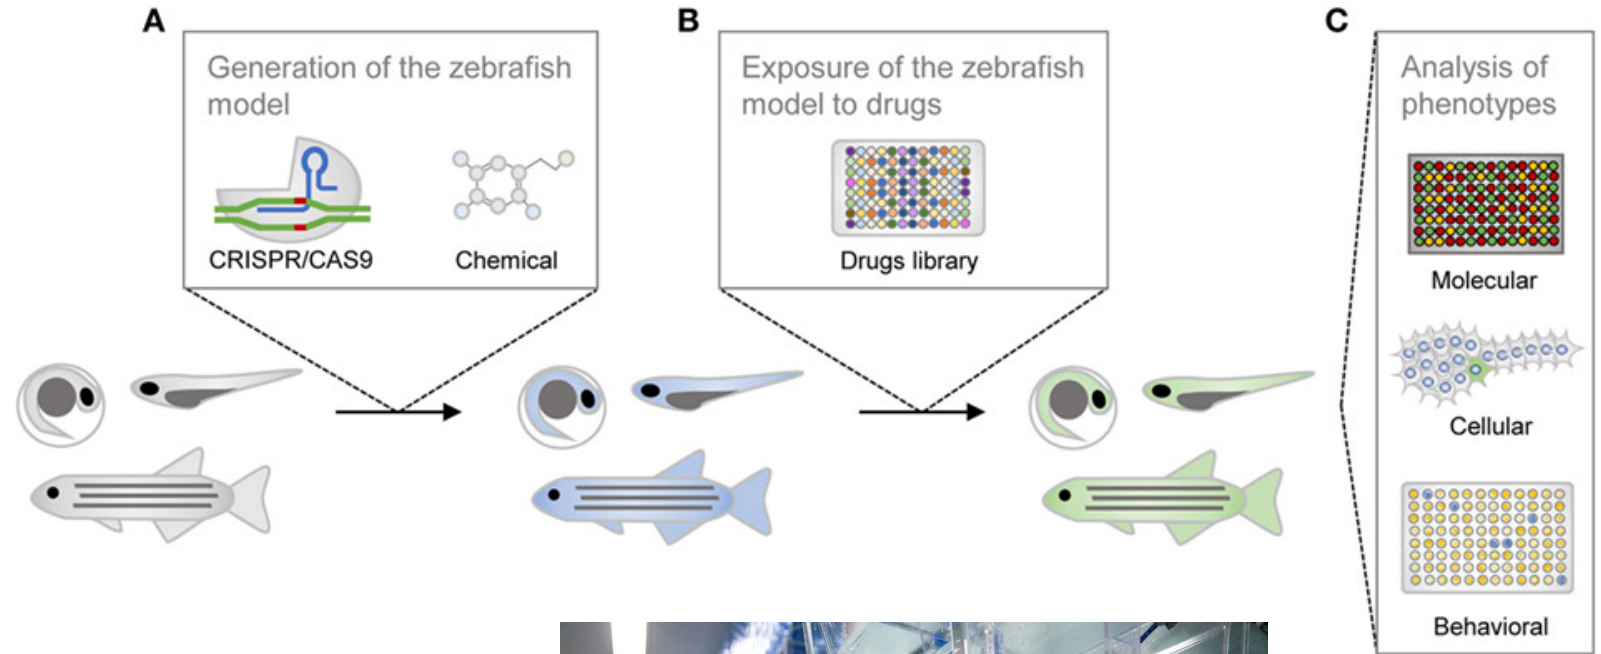 A
Generation of the zebrafish
model
CRISPR/CAS9
Chemical
B
Exposure of the zebrafish
model to drugs
Drugs library
C
Analysis of
phenotypes
Molecular
Cellular
Behavioral